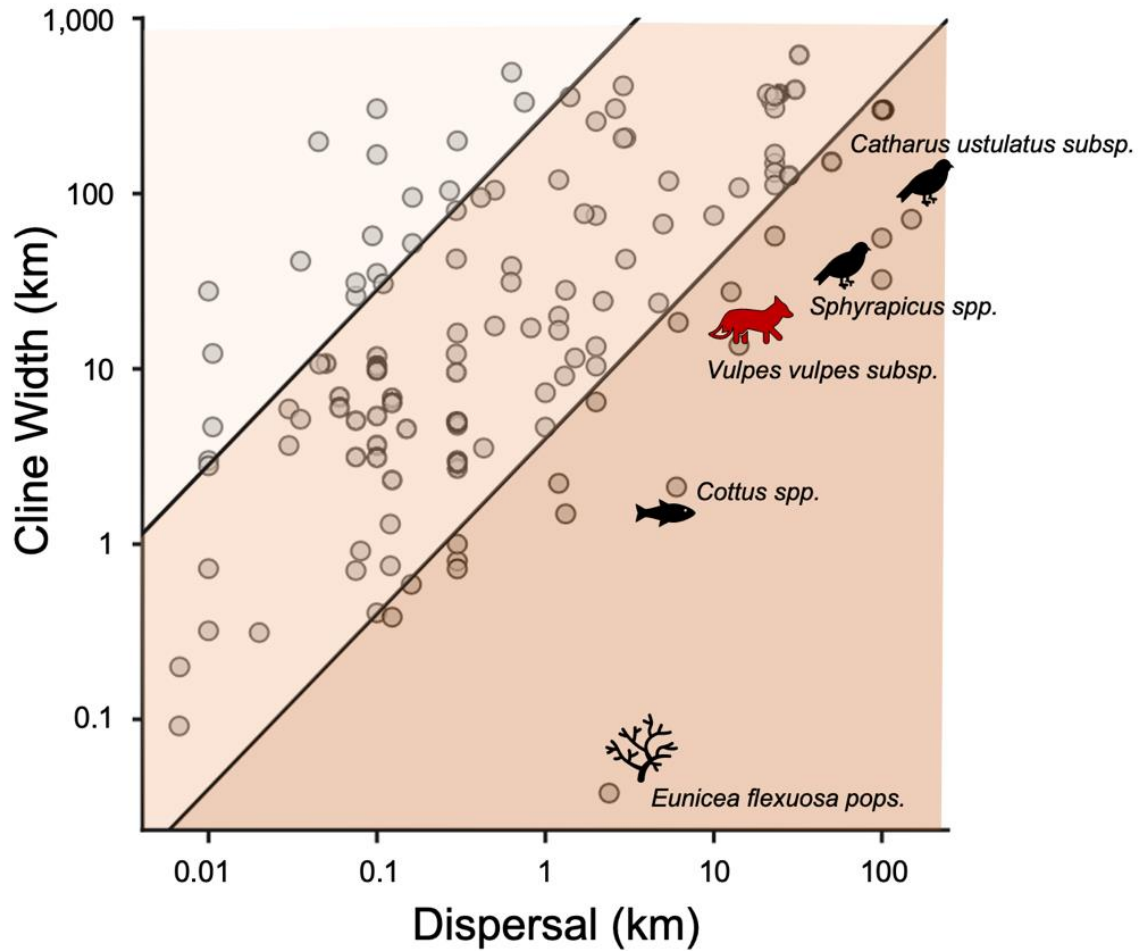 1,000
100
10
1
0.1
Cline Width (km)
Catharus ustulatus subsp.
Sphyrapicus spp.
Vulpes vulpes subsp.
Cottus spp.
Eunicea flexuosa pops.
0.01 0.1 1 10 100
Dispersal (km)